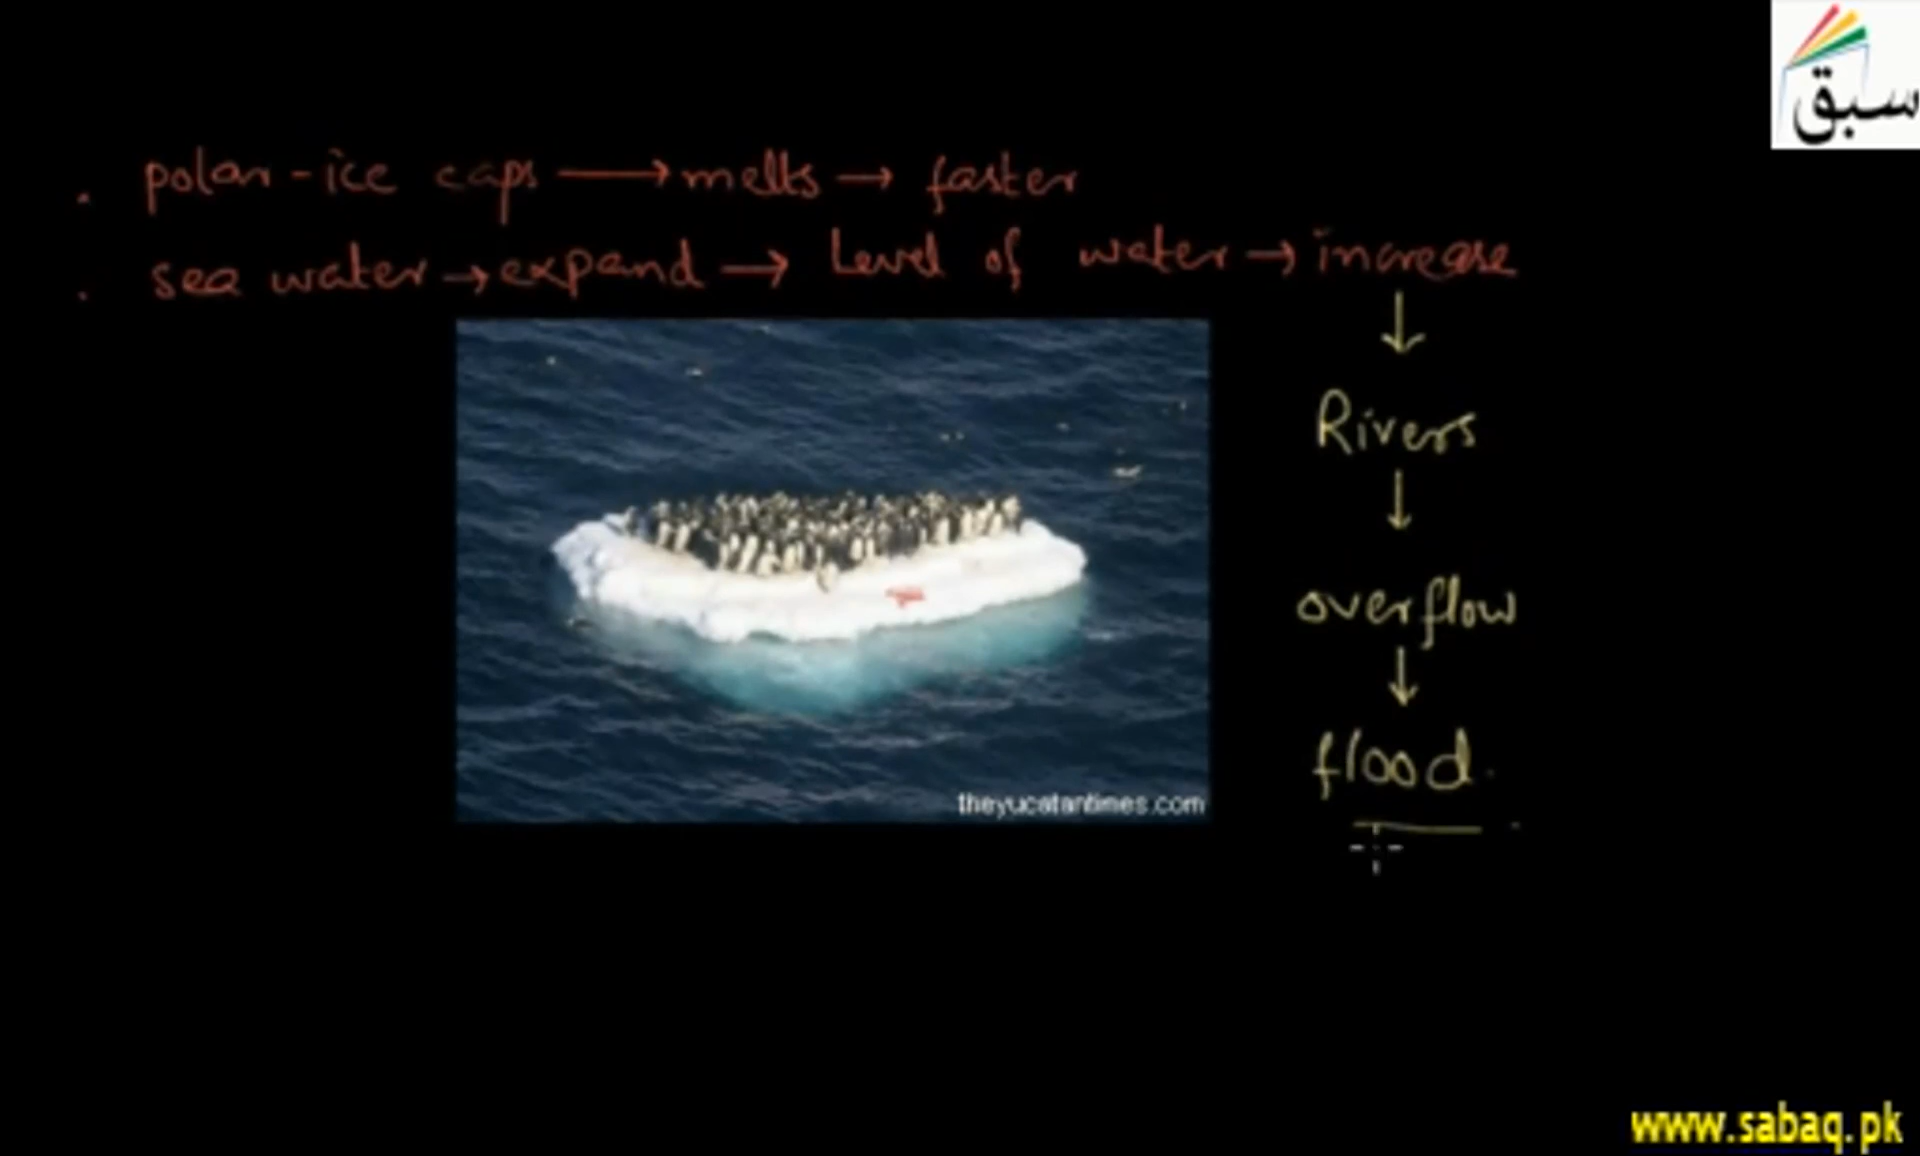 سبق
. polar-ice caps → melts → faster
. sea water → expand → Level of water → increase
↓
Rivers
↓
overflow
↓
flood.
theyucatantimes.com
www.sabaq.pk